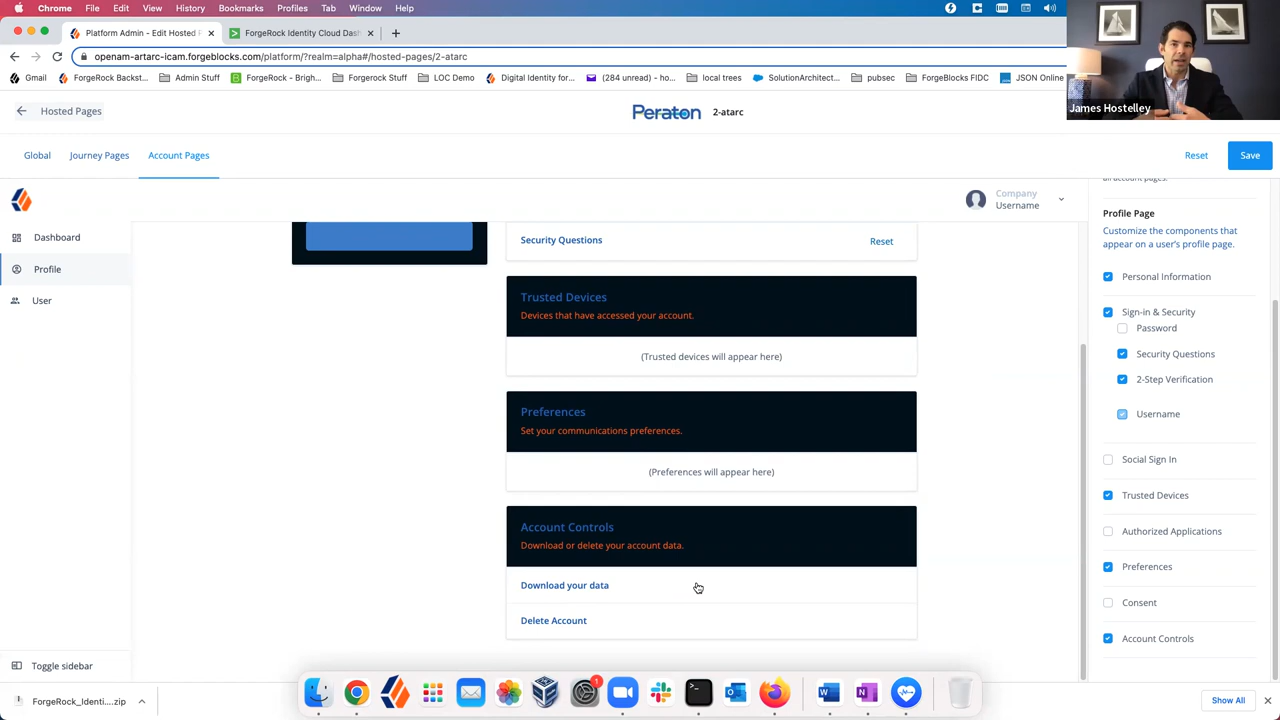 Chrome File Edit View History Bookmarks Profiles Tab Window Help
Platform Admin - Edit Hosted P
ForgeRock Identity Cloud Das
openam-artarc-icam.forgeblocks.com/platform/?realm=alpha#/hosted-pages/2-atarc
Gmail
ForgeRock Backst...
Admin Stuff
ForgeRock - Brigh...
Forgerock Stuff
LOC Demo
Digital Identity for...
(284 unread) - ho...
local trees
SolutionArchitect...
pubsec
ForgeBlocks FIDC
JSON Online
James Hostelley
Hosted Pages
Peraton
2-atarc
Global
Journey Pages
Account Pages
Reset
Save
Company
Username
Dashboard
Profile
User
Toggle sidebar
Security Questions
Reset
Trusted Devices
Devices that have accessed your account.
(Trusted devices will appear here)
Preferences
Set your communications preferences.
(Preferences will appear here)
Account Controls
Download or delete your account data.
Download your data
Delete Account
all account pages.
Profile Page
Customize the components that
appear on a user's profile page.
Personal Information
Sign-in & Security
Password
Security Questions
2-Step Verification
Username
Social Sign In
Trusted Devices
Authorized Applications
Preferences
Consent
Account Controls
1
ForgeRock_Identi....zip
Show All